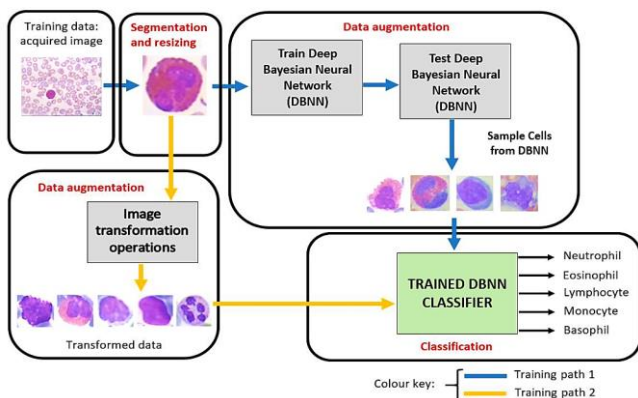 Training data:
acquired image
Segmentation
and resizing
Data augmentation
Train Deep
Bayesian Neural
Network
(DBNN)
Test Deep
Bayesian Neural
Network
(DBNN)
Sample Cells
from DBNN
Data augmentation
Image
transformation
operations
Transformed data
TRAINED DBNN
CLASSIFIER
Neutrophil
Eosinophil
Lymphocyte
Monocyte
Basophil
Classification
Colour key:
Training path 1
Training path 2